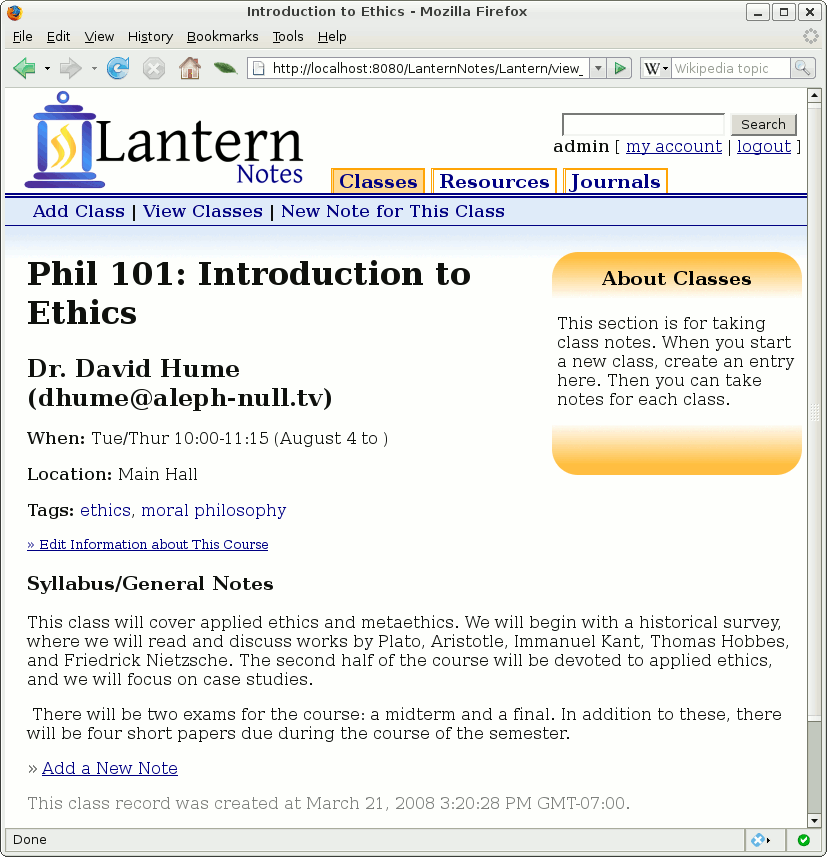 Introduction to Ethics - Mozilla Firefox
File Edit View History Bookmarks Tools Help
http://localhost:8080/LanternNotes/Lantern/view_ W Wikipedia topic
Lantern
Notes
Search
admin [ my account | logout ]
Classes Resources Journals
Add Class | View Classes | New Note for This Class
Phil 101: Introduction to
Ethics
Dr. David Hume
(dhume@aleph-null.tv)
When: Tue/Thur 10:00-11:15 (August 4 to )
Location: Main Hall
Tags: ethics, moral philosophy
» Edit Information about This Course
About Classes
This section is for taking
class notes. When you start
a new class, create an entry
here. Then you can take
notes for each class.
Syllabus/General Notes
This class will cover applied ethics and metaethics. We will begin with a historical survey,
where we will read and discuss works by Plato, Aristotle, Immanuel Kant, Thomas Hobbes,
and Friedrick Nietzsche. The second half of the course will be devoted to applied ethics,
and we will focus on case studies.
There will be two exams for the course: a midterm and a final. In addition to these, there
will be four short papers due during the course of the semester.
» Add a New Note
This class record was created at March 21, 2008 3:20:28 PM GMT-07:00.
Done